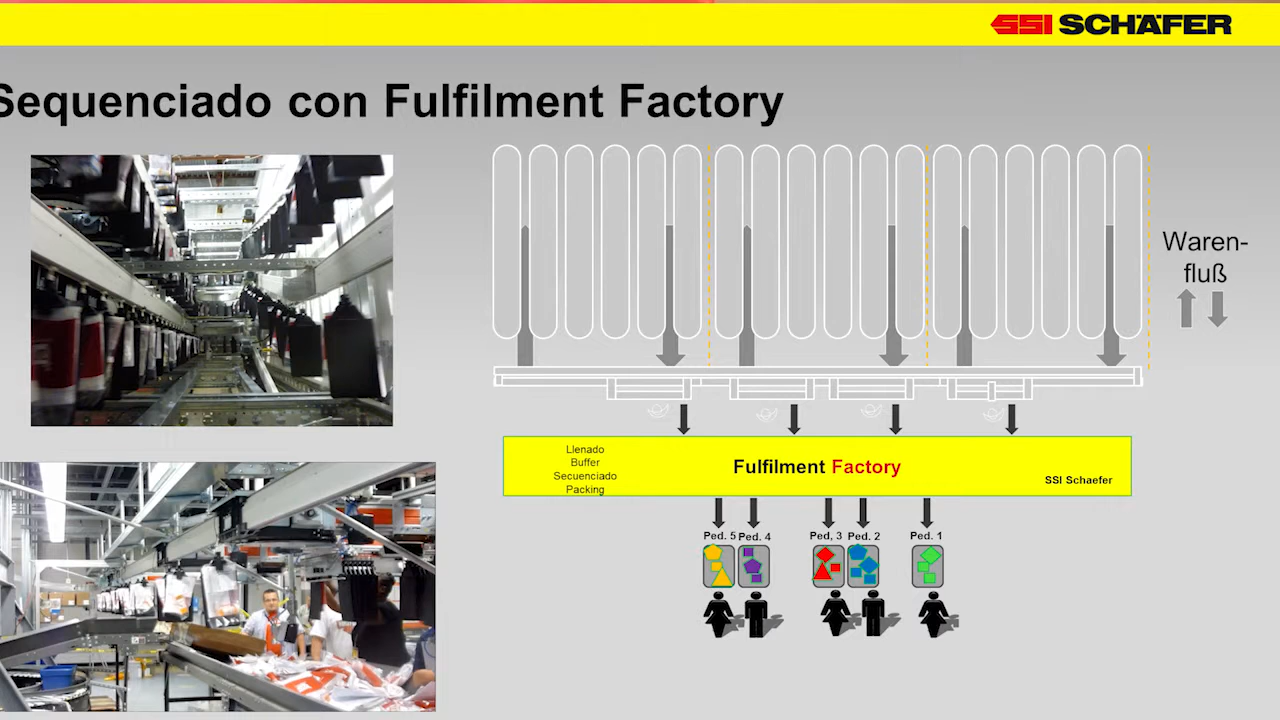 SSI SCHÄFER
Sequenciado con Fulfilment Factory
Waren-
fluß
Llenado
Buffer
Secuenciado
Packing
Fulfilment Factory
SSI Schaefer
Ped. 5 Ped. 4 Ped, 3 Ped. 2 Ped. 1